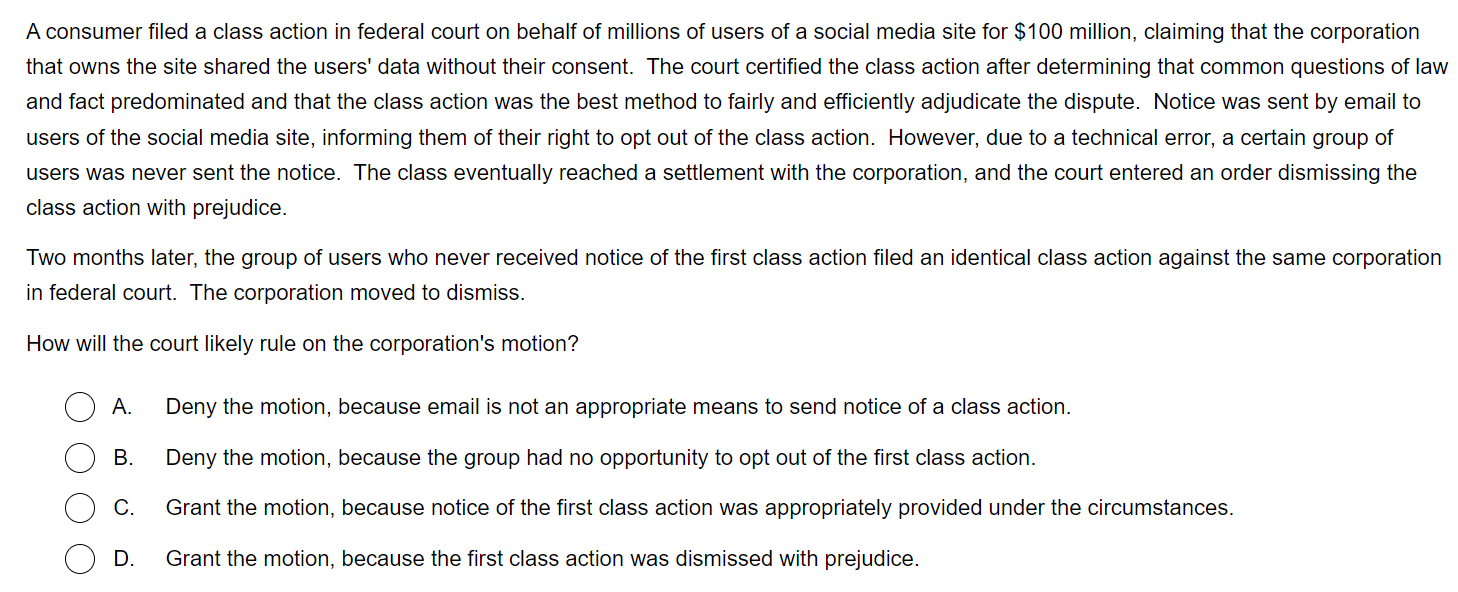 A consumer filed a class action in federal court on behalf of millions of users of a social media site for $100 million, claiming that the corporation
that owns the site shared the users' data without their consent.  The court certified the class action after determining that common questions of law
and fact predominated and that the class action was the best method to fairly and efficiently adjudicate the dispute.  Notice was sent by email to
users of the social media site, informing them of their right to opt out of the class action.  However, due to a technical error, a certain group of
users was never sent the notice.  The class eventually reached a settlement with the corporation, and the court entered an order dismissing the
class action with prejudice.
Two months later, the group of users who never received notice of the first class action filed an identical class action against the same corporation
in federal court.  The corporation moved to dismiss.
How will the court likely rule on the corporation's motion?
A. Deny the motion, because email is not an appropriate means to send notice of a class action.
B. Deny the motion, because the group had no opportunity to opt out of the first class action.
C. Grant the motion, because notice of the first class action was appropriately provided under the circumstances.
D. Grant the motion, because the first class action was dismissed with prejudice.